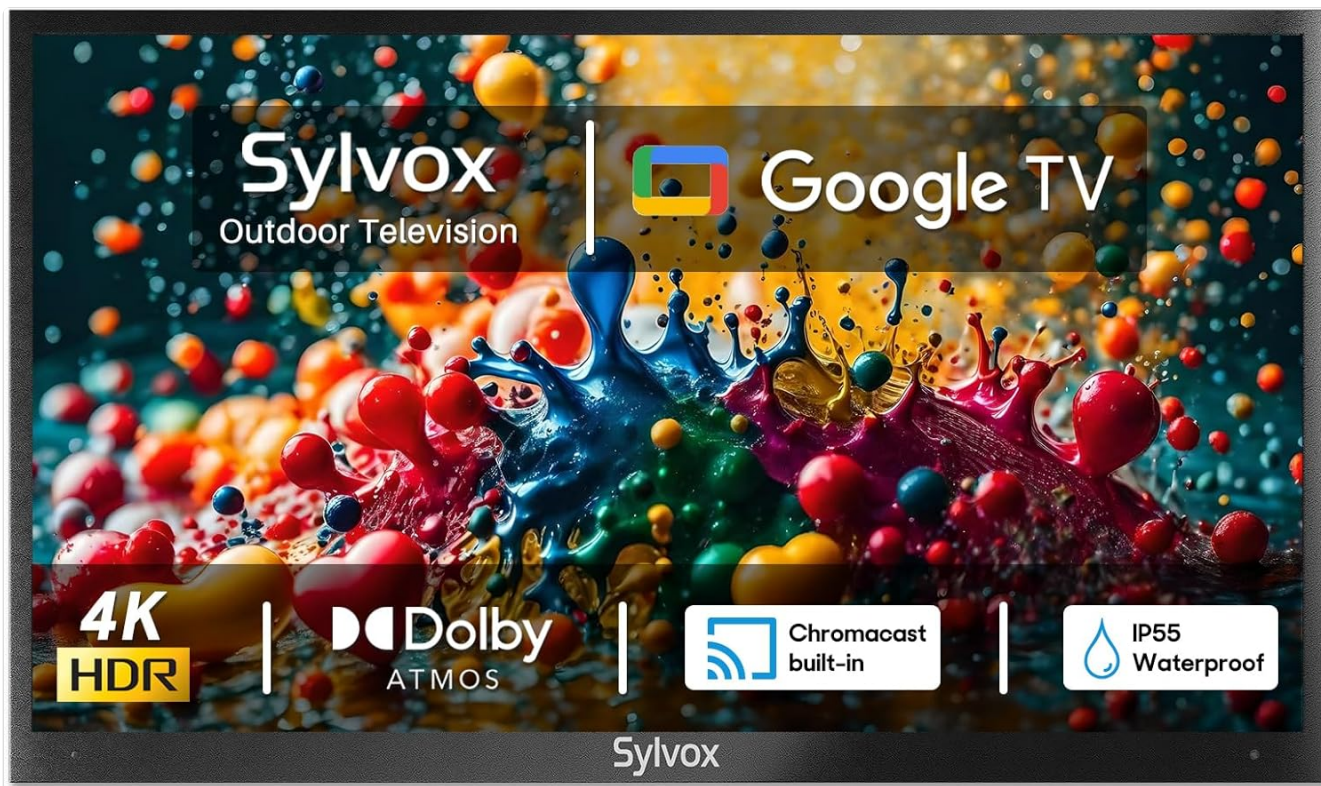 Sylvox
Outdoor Television
Google TV
4K
HDR
Dolby
ATMOS
Chromacast
built-in
IP55
Waterproof
Sylvox